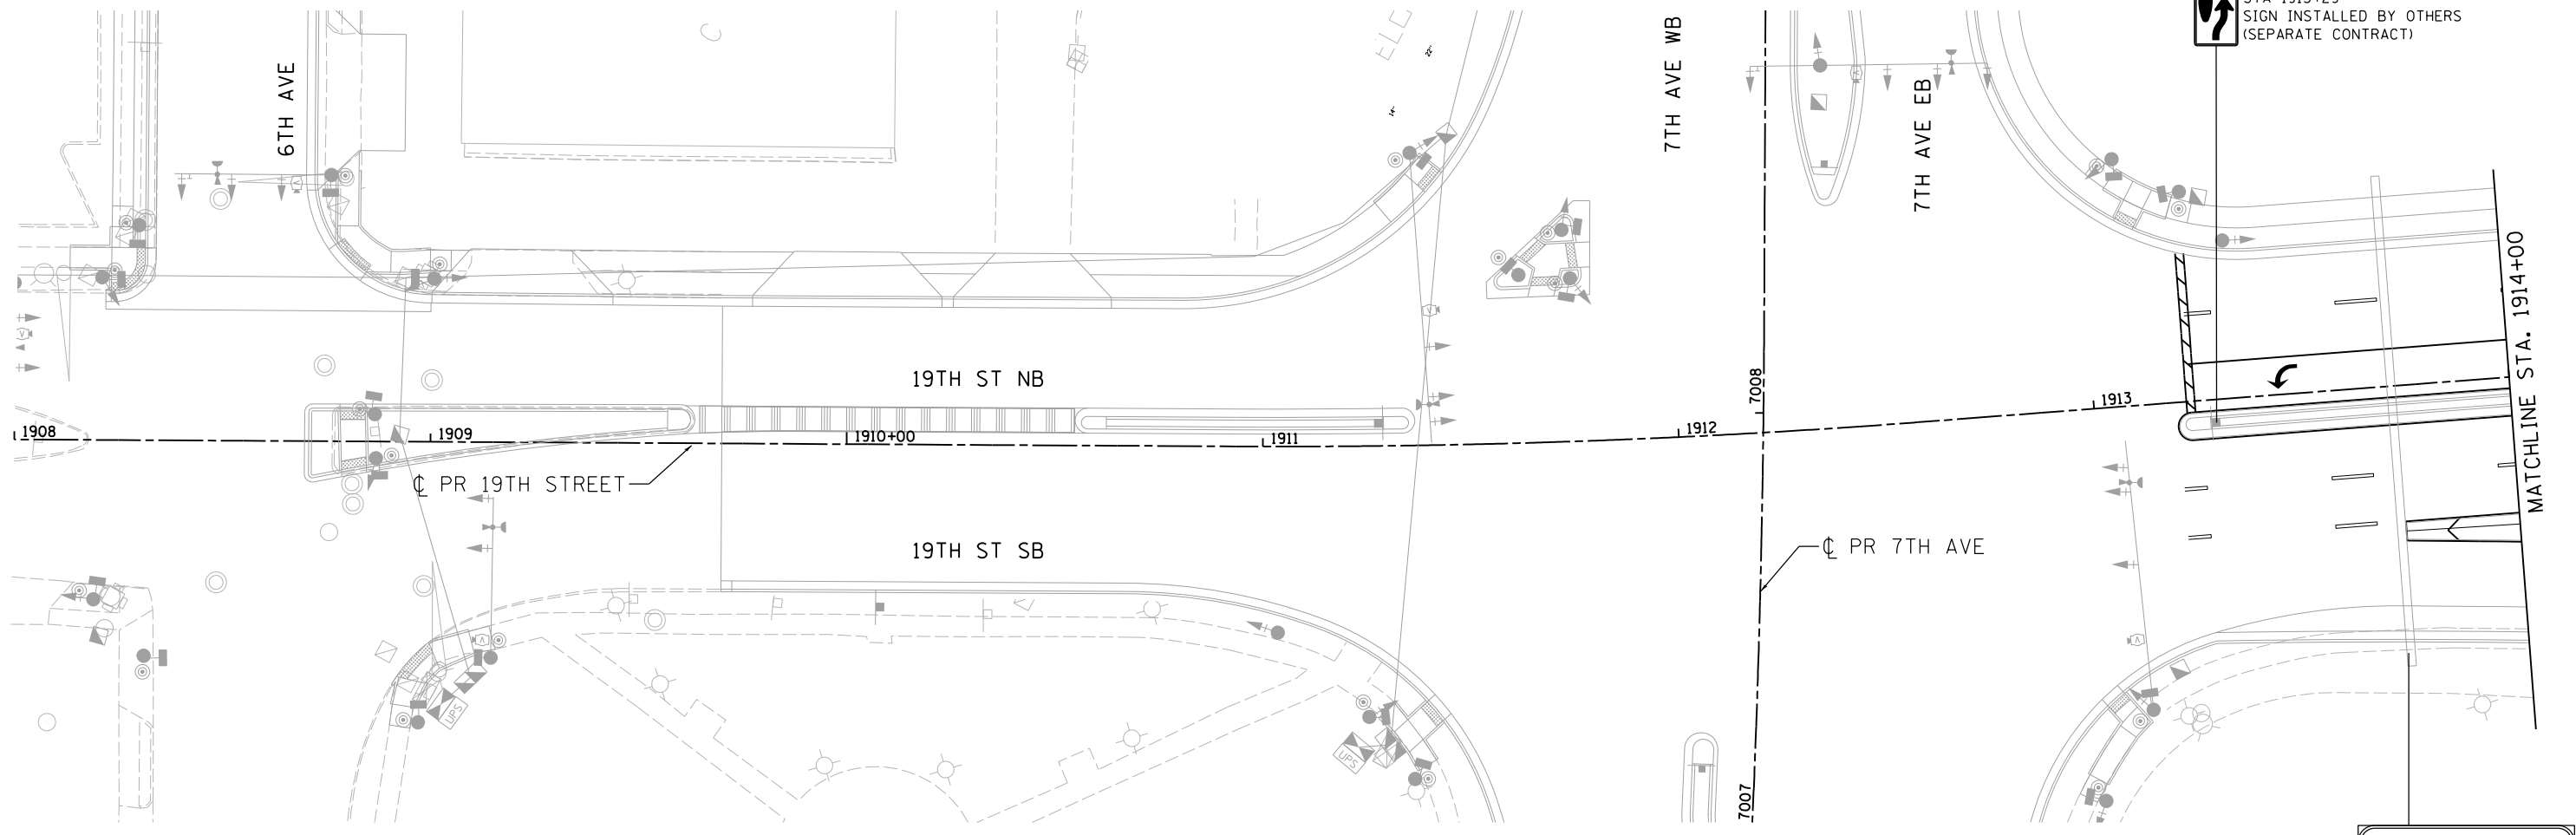 SIGN INSTALLED BY OTHERS
(SEPARATE CONTRACT)
6TH AVE
7TH AVE WB
7TH AVE EB
19TH ST NB
7008
1908
1909
1910+00
1911
1912
1913
MATCHLINE STA. 1914+00
℄ PR 19TH STREET
19TH ST SB
℄ PR 7TH AVE
UPS
UPS
7007